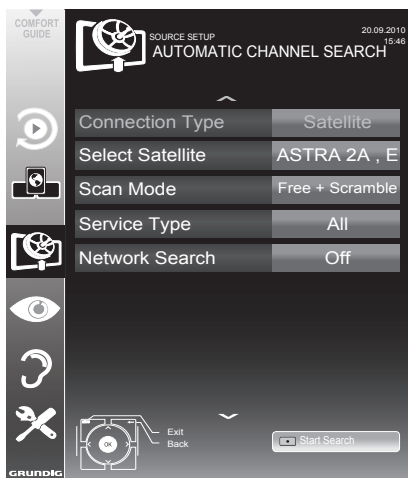 COMFORT
GUIDE
SOURCE SETUP
20.09.2010
15:46
AUTOMATIC CHANNEL SEARCH
Connection Type
Satellite
Select Satellite
ASTRA 2A , E
Scan Mode
Free + Scramble
Service Type
All
Network Search
Off
OK
Exit
Back
Start Search
GRUNDIG